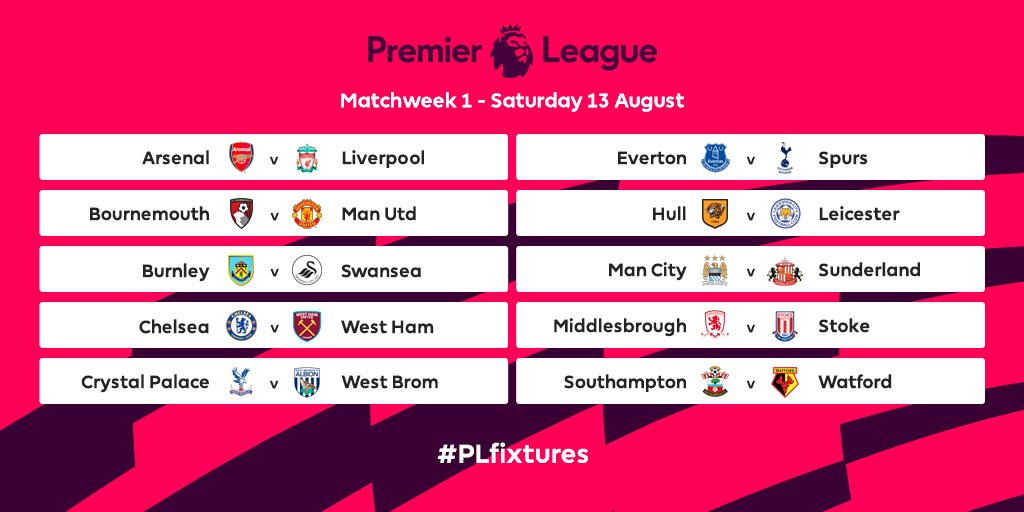 Premier League
Matchweek 1 - Saturday 13 August
Arsenal v Liverpool
Bournemouth v Man Utd
Burnley v Swansea
Chelsea v West Ham
Crystal Palace v West Brom
Everton v Spurs
Hull v Leicester
Man City v Sunderland
Middlesbrough v Stoke
Southampton v Watford
#PLfixtures